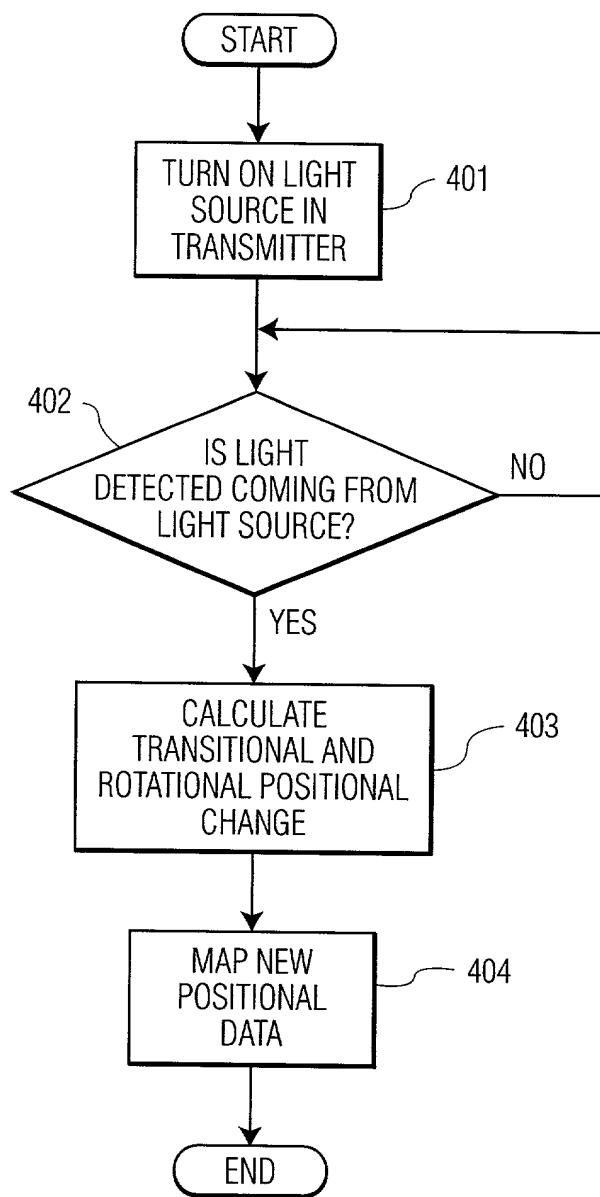 START
TURN ON LIGHT
SOURCE IN
TRANSMITTER
401
402
IS LIGHT
DETECTED COMING FROM
LIGHT SOURCE?
NO
YES
CALCULATE
TRANSITIONAL AND
ROTATIONAL POSITIONAL
CHANGE
403
MAP NEW
POSITIONAL
DATA
404
END